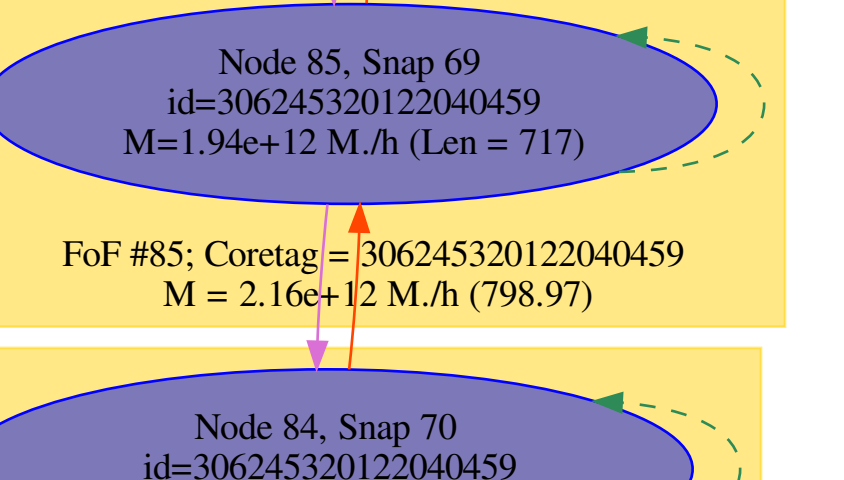 Node 85, Snap 69
id=306245320122040459
M=1.94e+12 M./h (Len = 717)
FoF #85; Coretag = 306245320122040459
M = 2.16e+12 M./h (798.97)
Node 84, Snap 70
id=306245320122040459